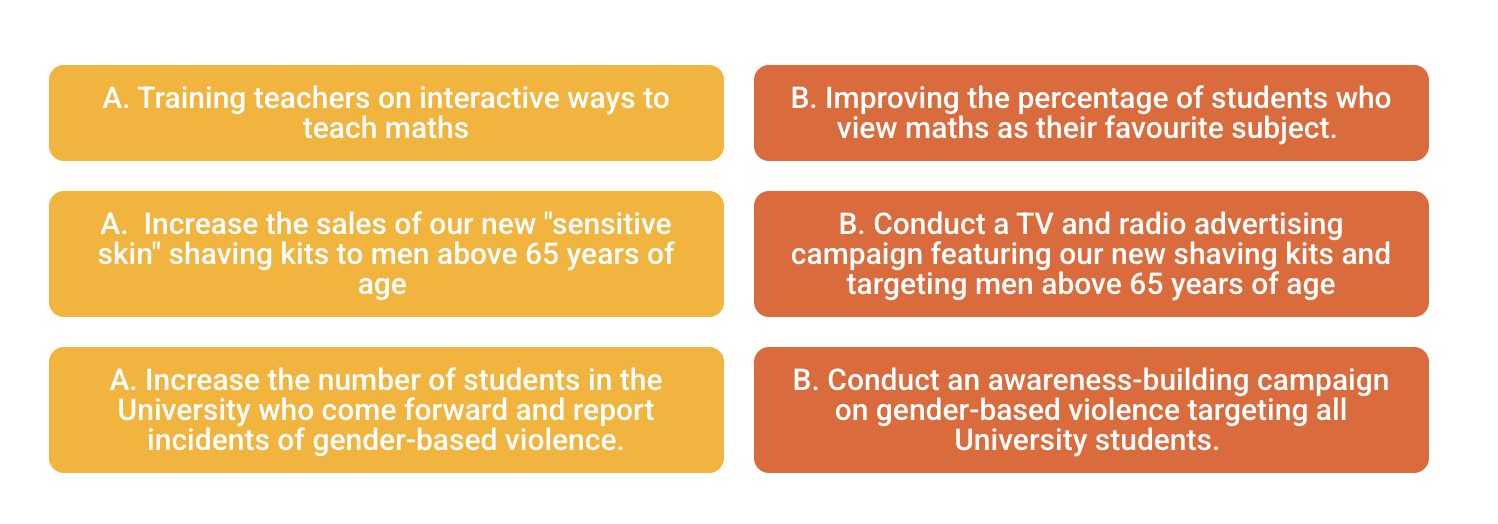 A. Training teachers on interactive ways to
teach maths
B. Improving the percentage of students who
view maths as their favourite subject.
A.  Increase the sales of our new "sensitive
skin" shaving kits to men above 65 years of
age
B. Conduct a TV and radio advertising
campaign featuring our new shaving kits and
targeting men above 65 years of age
A. Increase the number of students in the
University who come forward and report
incidents of gender-based violence.
B. Conduct an awareness-building campaign
on gender-based violence targeting all
University students.